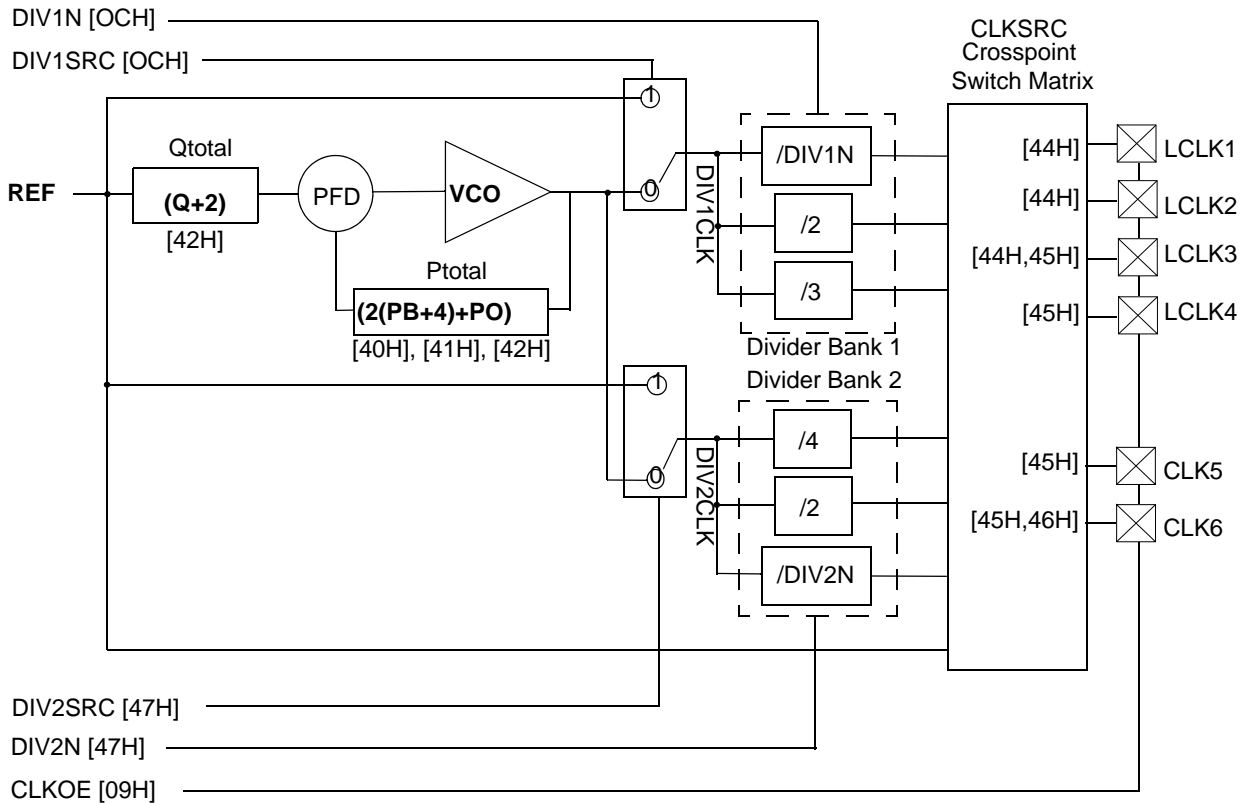 DIV1N [OCH]
DIV1SRC [OCH]
CLKSRC
Crosspoint
Switch Matrix
1
Qtotal
/DIV1N
[44H]
LCLK1
REF
(Q+2)
PFD
VCO
0
DIV1CLK
[44H]
LCLK2
[42H]
/2
[44H,45H]
LCLK3
Ptotal
(2(PB+4)+PO)
/3
[45H]
LCLK4
[40H], [41H], [42H]
Divider Bank 1
Divider Bank 2
1
/4
0
DIV2CLK
[45H]
CLK5
/2
[45H,46H]
CLK6
/DIV2N
DIV2SRC [47H]
DIV2N [47H]
CLKOE [09H]